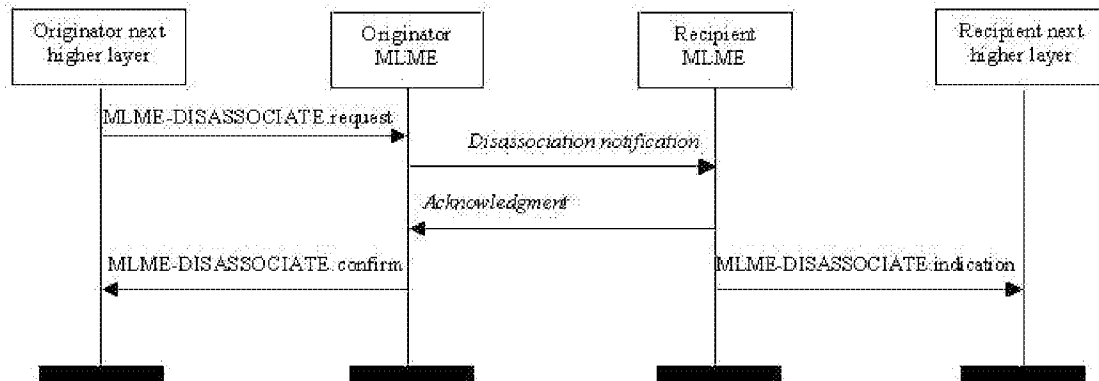 Originator next
higher layer
Originator
MLME
Recipient
MLME
Recipient next
higher layer
MLME-DISASSOCIATE.request
Disassociation notification
Acknowledgment
MLME-DISASSOCIATE.confirm
MLME-DISASSOCIATE.indication